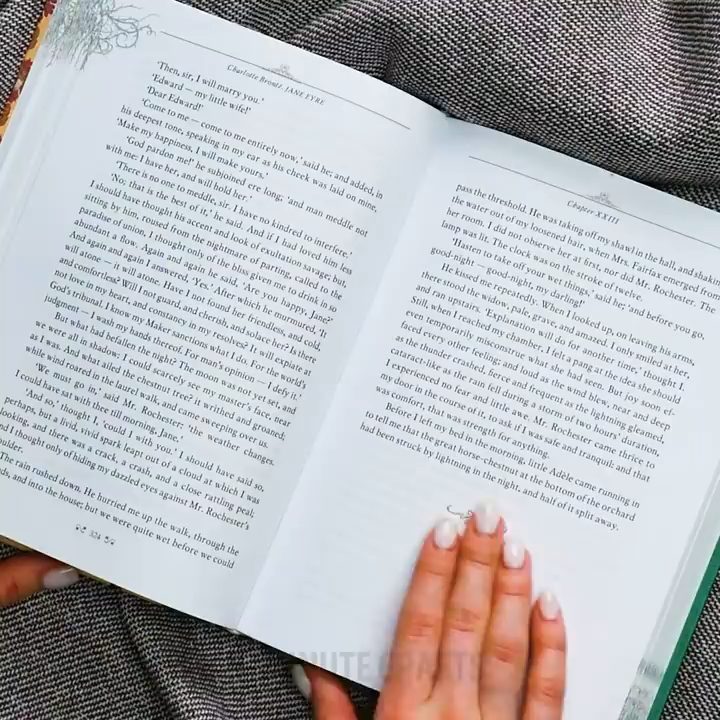 Charlotte Brontë. JANE EYRE
'Then, sir, I will marry you.'
'Edward — my little wife!'
'Dear Edward!'
'Come to me — come to me entirely now,' said he; and added, in
his deepest tone, speaking in my ear as his cheek was laid on mine,
'Make my happiness, I will make yours.'
'God pardon me!' he subjoined ere long; 'and man meddle not
with me: I have her, and will hold her.'
'There is no one to meddle, sir. I have no kindred to interfere.'
'No; that is the best of it,' he said. And if I had loved him less
I should have thought his accent and look of exultation savage; but,
sitting by him, roused from the nightmare of parting, called to the
paradise of union, I thought only of the bliss given me to drink in so
abundant a flow. Again and again he said, 'Are you happy, Jane?'
And again and again I answered, 'Yes.' After which he murmured, 'It
will atone — it will atone. Have I not found her friendless, and cold,
and comfortless? Will I not guard, and cherish, and solace her? Is there
not love in my heart, and constancy in my resolves? It will expiate at
God's tribunal. I know my Maker sanctions what I do. For the world's
judgment — I wash my hands thereof. For man's opinion — I defy it.'
But what had befallen the night? The moon was not yet set, and
we were all in shadow: I could scarcely see my master's face, near
as I was. And what ailed the chestnut tree? it writhed and groaned;
while wind roared in the laurel walk, and came sweeping over us.
'We must go in,' said Mr. Rochester: 'the weather changes.
I could have sat with thee till morning, Jane.'
'And so,' thought I, 'could I with you.' I should have said so,
perhaps, but a livid, vivid spark leapt out of a cloud at which I was
looking, and there was a crack, a crash, and a close rattling peal;
and I thought only of hiding my dazzled eyes against Mr. Rochester's
oulder.
The rain rushed down. He hurried me up the walk, through the
ds, and into the house; but we were quite wet before we could
324
Chapter XXIII
pass the threshold. He was taking off my shawl in the hall, and shaking
the water out of my loosened hair, when Mrs. Fairfax emerged from
her room. I did not observe her at first, nor did Mr. Rochester. The
lamp was lit. The clock was on the stroke of twelve.
'Hasten to take off your wet things,' said he; 'and before you go,
good-night — good-night, my darling!'
He kissed me repeatedly. When I looked up, on leaving his arms,
there stood the widow, pale, grave, and amazed. I only smiled at her,
and ran upstairs. 'Explanation will do for another time,' thought I.
Still, when I reached my chamber, I felt a pang at the idea she should
even temporarily misconstrue what she had seen. But joy soon ef-
faced every other feeling; and loud as the wind blew, near and deep
as the thunder crashed, fierce and frequent as the lightning gleamed,
cataract-like as the rain fell during a storm of two hours' duration,
I experienced no fear and little awe. Mr. Rochester came thrice to
my door in the course of it, to ask if I was safe and tranquil: and that
was comfort, that was strength for anything.
Before I left my bed in the morning, little Adèle came running in
to tell me that the great horse-chestnut at the bottom of the orchard
had been struck by lightning in the night, and half of it split away.